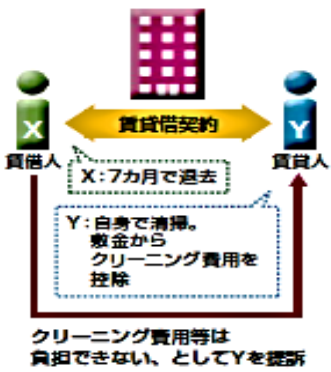 X
賃貸借契約
Y
賃借人
賃貸人
X：7カ月で退去
Y：自身で清掃。
敷金から
クリーニング費用を
控除
クリーニング費用等は
負担できない、としてYを提訴